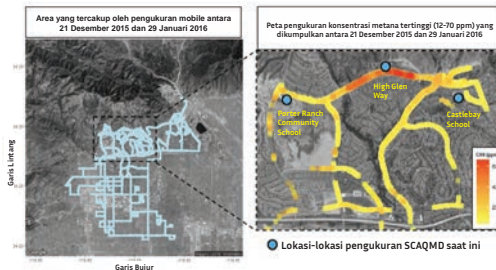 Area yang tercakup oleh pengukuran mobile antara
21 Desember 2015 dan 29 Januari 2016
Peta pengukuran konsentrasi metana tertinggi (12-70 ppm) yang
dikumpulkan antara 21 Desember 2015 dan 29 Januari 2016
High Glen
Way
Porter Ranch
Community
School
Castlebay
School
Garis Lintang
Garis Bujur
Lokasi-lokasi pengukuran SCAQMD saat ini